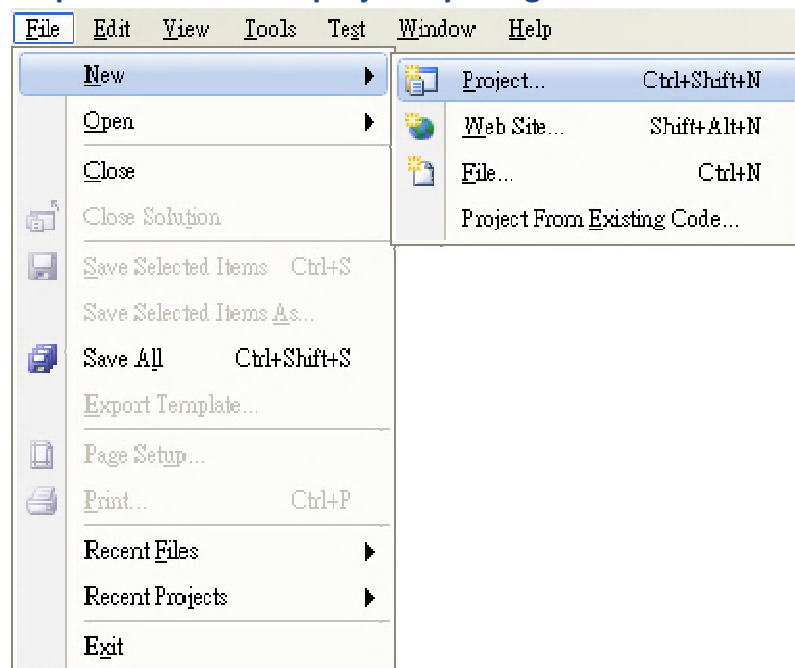 File Edit View Tools Test Window Help
New
Project... Ctrl+Shift+N
Open
Web Site... Shift+Alt+N
Close
File... Ctrl+N
Close Solution
Project From Existing Code...
Save Selected Items Ctrl+S
Save Selected Items As...
Save All Ctrl+Shift+S
Export Template...
Page Setup...
Print... Ctrl+P
Recent Files
Recent Projects
Exit